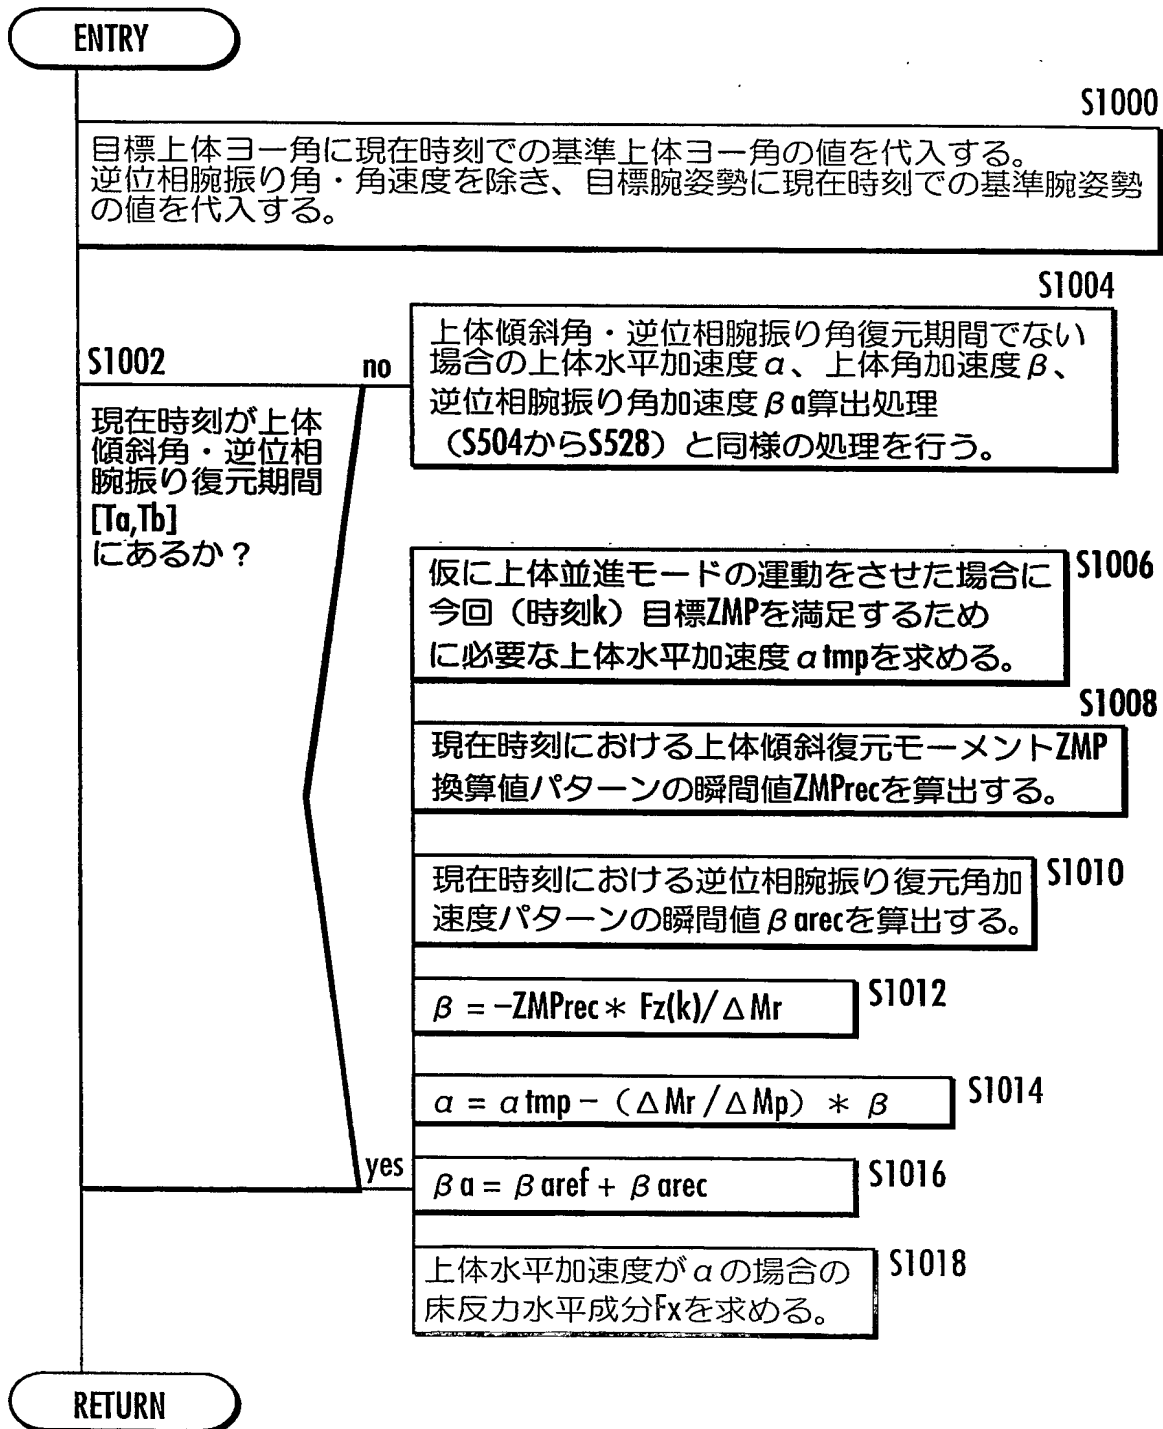 ENTRY
S1000
目標上体ヨー角に現在時刻での基準上体ヨー角の値を代入する。
逆位相腕振り角・角速度を除き、目標腕姿勢に現在時刻での基準腕姿勢
の値を代入する。
S1002
no
現在時刻が上体
傾斜角・逆位相
腕振り復元期間
[Ta,Tb]
にあるか？
S1004
上体傾斜角・逆位相腕振り角復元期間でない
場合の上体水平加速度α、上体角加速度β、
逆位相腕振り角加速度βa算出処理
（S504からS528）と同様の処理を行う。
S1006
仮に上体並進モードの運動をさせた場合に
今回（時刻k）目標ZMPを満足するため
に必要な上体水平加速度αtmpを求める。
S1008
現在時刻における上体傾斜復元モーメントZMP
換算値パターンの瞬間値ZMPrecを算出する。
S1010
現在時刻における逆位相腕振り復元角加
速度パターンの瞬間値βarecを算出する。
β = -ZMPrec＊ Fz(k)/ΔMr
S1012
α = αtmp -（ΔMr/ΔMp）＊ β
S1014
yes
βa = βaref + βarec
S1016
上体水平加速度がαの場合の
床反力水平成分Fxを求める。
S1018
RETURN